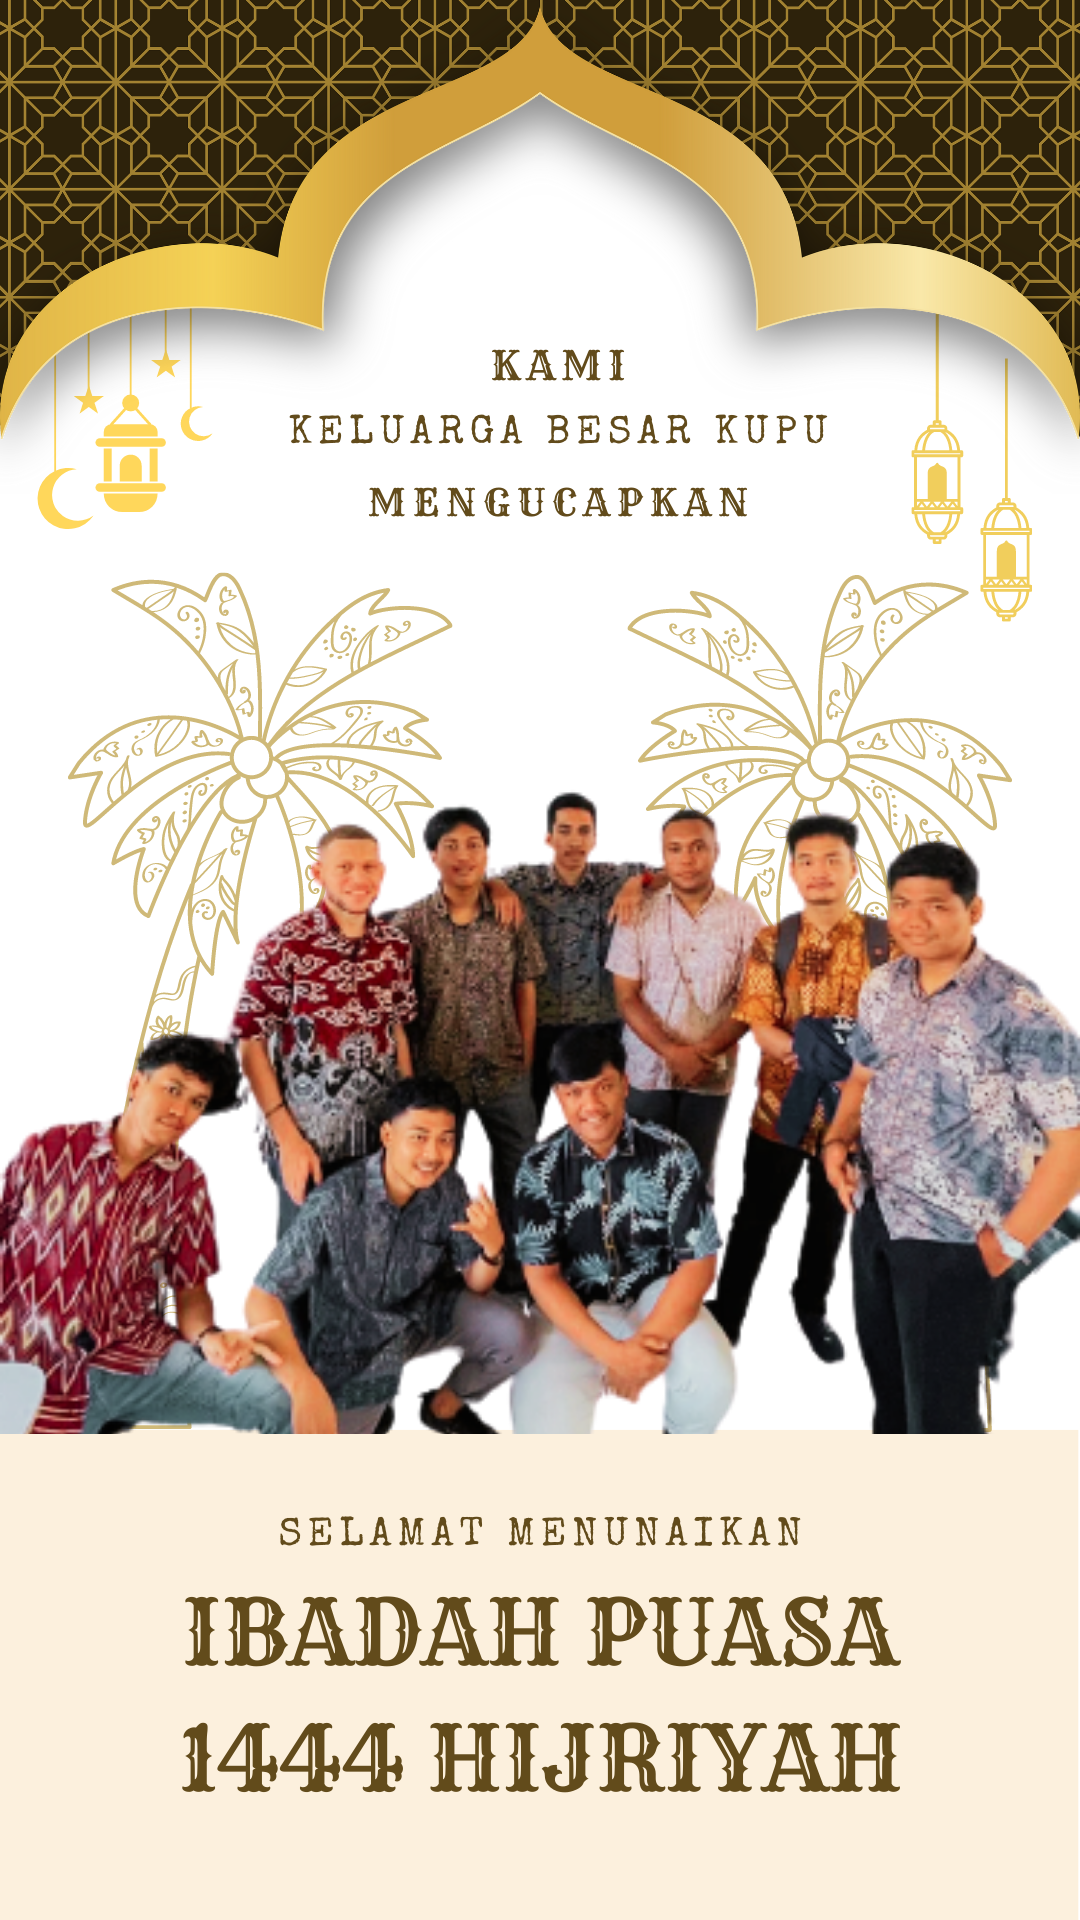 KAMI
KELUARGA BESAR KUPU
MENGUCAPKAN
SELAMAT MENUNAIKAN
IBADAH PUASA
1444 HIJRIYAH